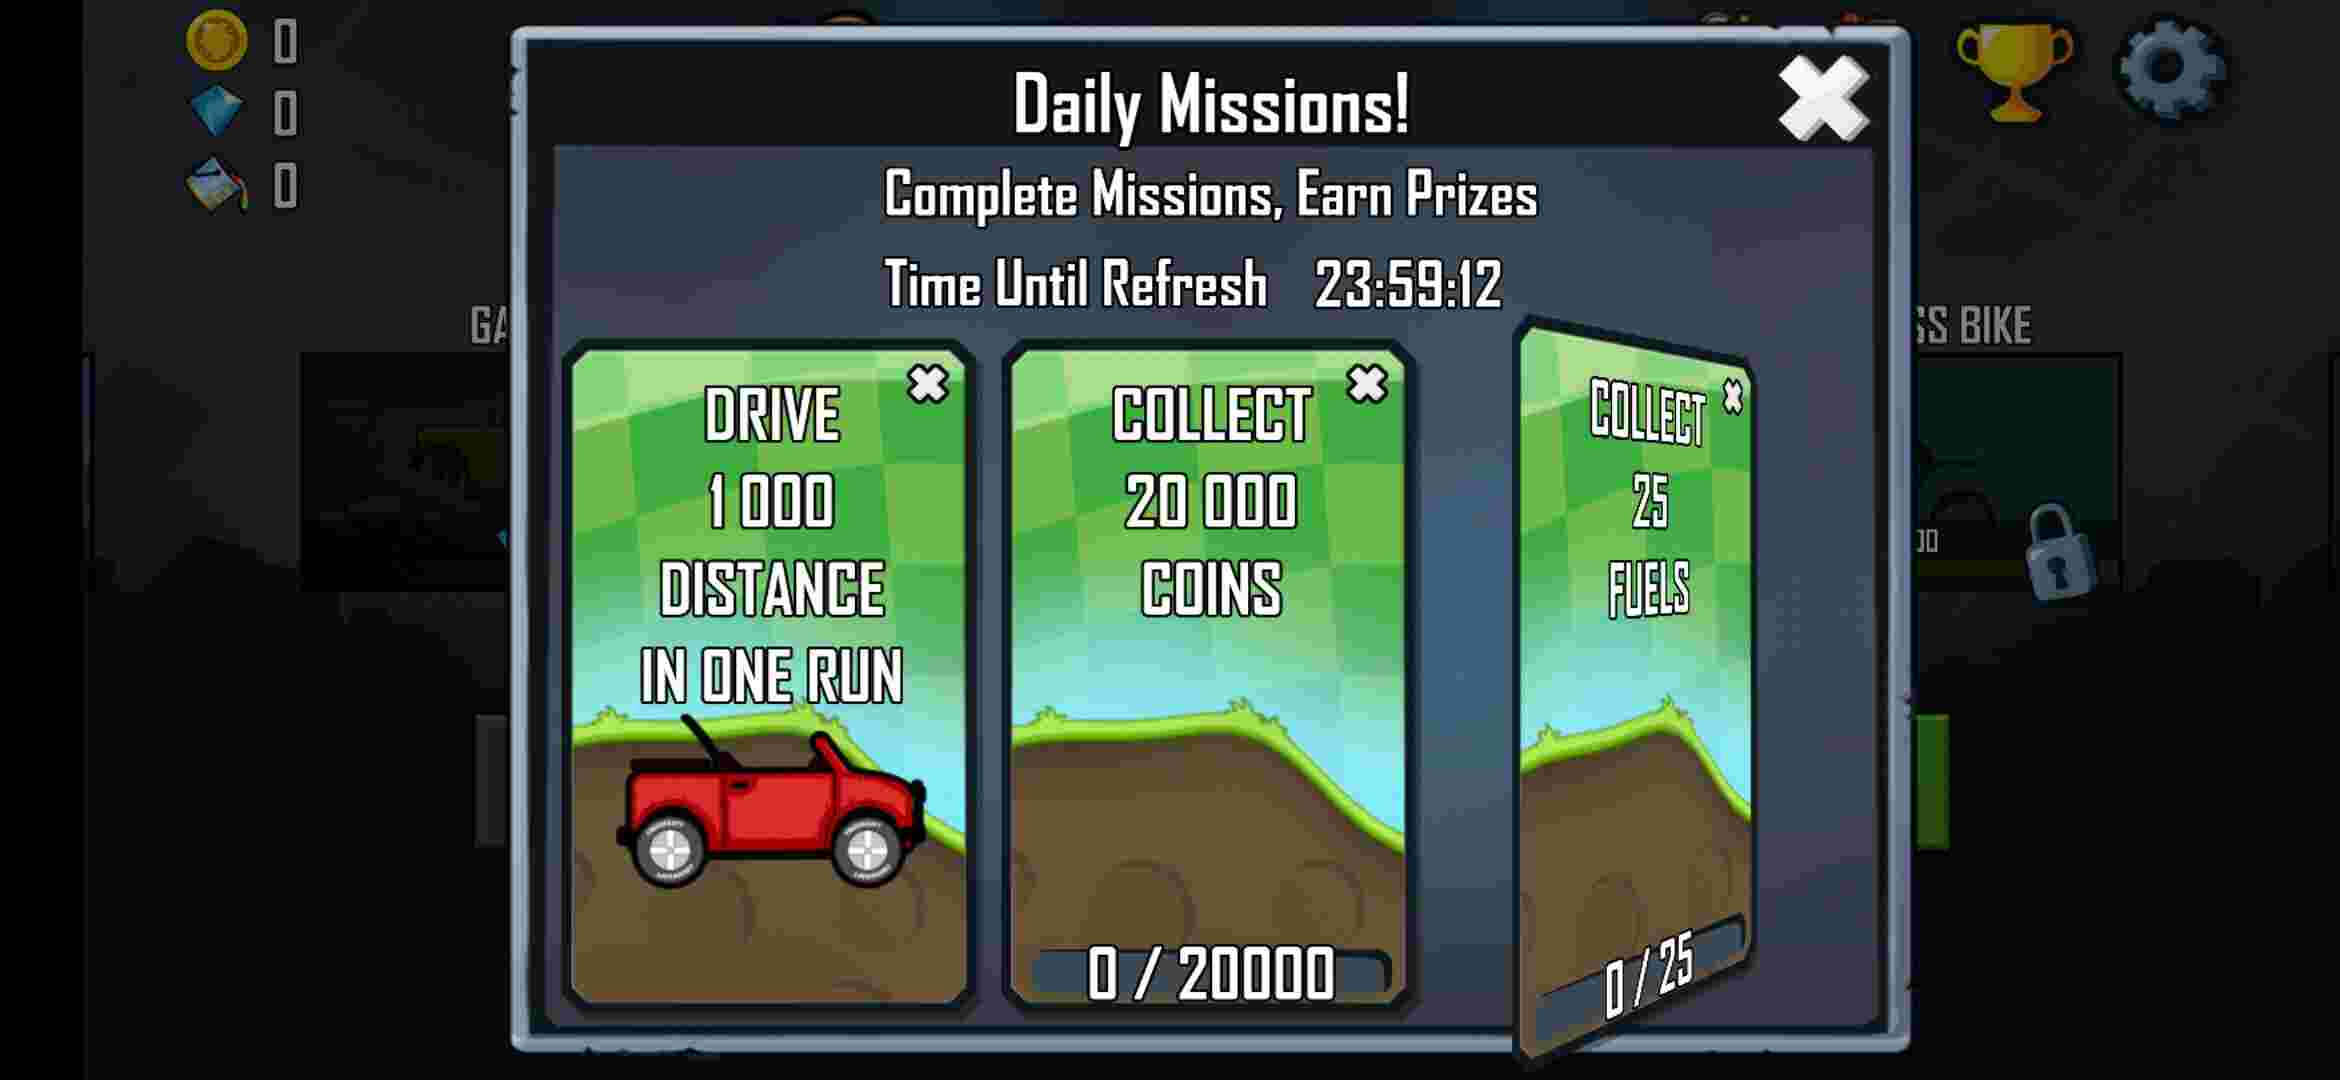 0
0
0
Daily Missions!
Complete Missions, Earn Prizes
Time Until Refresh 23:59:12
GA
SS BIKE
DRIVE
1 000
DISTANCE
IN ONE RUN
COLLECT
20 000
COINS
0 / 20000
COLLECT
25
FUELS
0 / 25